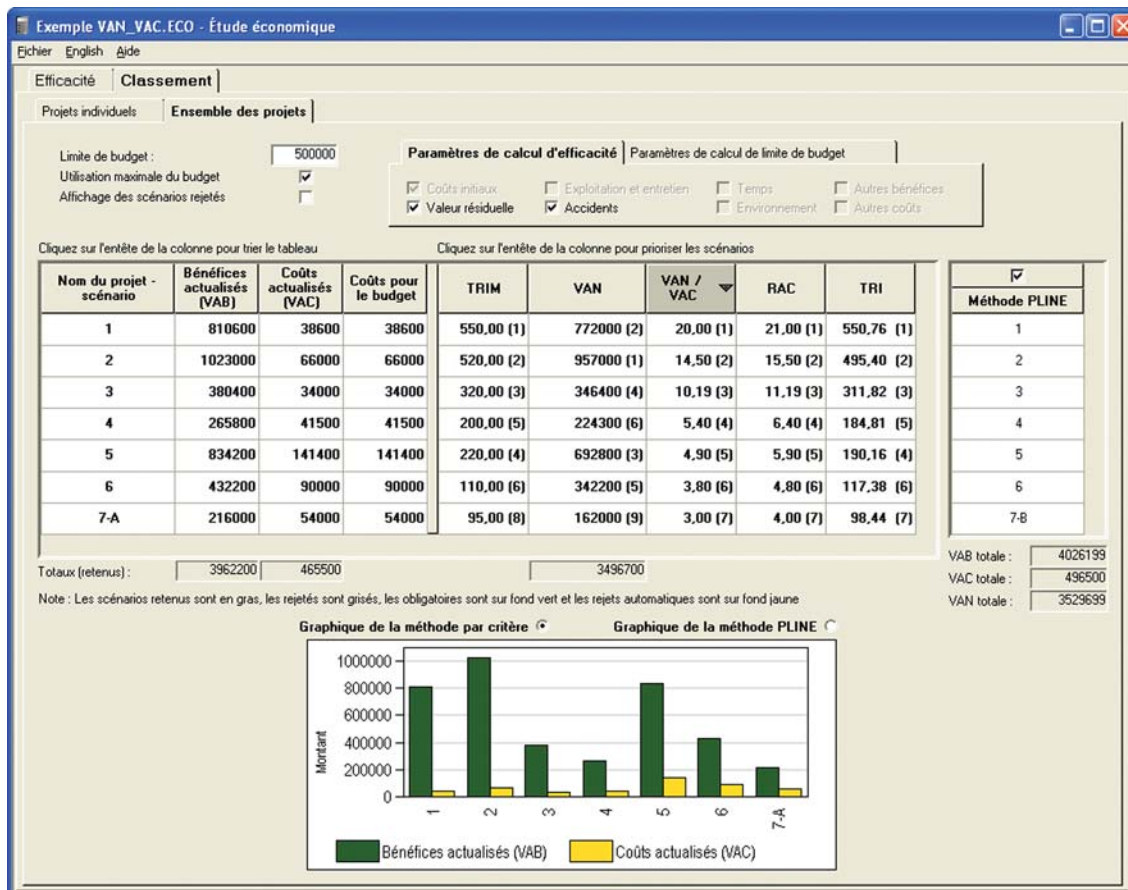 Exemple VAN_VAC.ECO - Étude économique
Fichier English Aide
Efficacité Classement
Projets individuels Ensemble des projets
Limite de budget : 500000
Utilisation maximale du budget
Affichage des scénarios rejetés
Paramètres de calcul d'efficacité Paramètres de calcul de limite de budget
Coûts initiaux Exploitation et entretien Temps Autres bénéfices
Valeur résiduelle Accidents Environnement Autres coûts
Cliquez sur l'entête de la colonne pour trier le tableau Cliquez sur l'entête de la colonne pour prioriser les scénarios
Nom du projet - scénario Bénéfices actualisés (VAB) Coûts actualisés (VAC) Coûts pour le budget TRIM VAN VAN / VAC RAC TRI Méthode PLINE
1 810600 38600 38600 550,00 (1) 772000 (2) 20,00 (1) 21,00 (1) 550,76 (1) 1
2 1023000 66000 66000 520,00 (2) 957000 (1) 14,50 (2) 15,50 (2) 495,40 (2) 2
3 380400 34000 34000 320,00 (3) 346400 (4) 10,19 (3) 11,19 (3) 311,82 (3) 3
4 265800 41500 41500 200,00 (5) 224300 (6) 5,40 (4) 6,40 (4) 184,81 (5) 4
5 834200 141400 141400 220,00 (4) 692800 (3) 4,90 (5) 5,90 (5) 190,16 (4) 5
6 432200 90000 90000 110,00 (6) 342200 (5) 3,80 (6) 4,80 (6) 117,38 (6) 6
7-A 216000 54000 54000 95,00 (8) 162000 (9) 3,00 (7) 4,00 (7) 98,44 (7) 7-B
Totaux (retenus) : 3962200 465500 3496700
VAB totale : 4026199
VAC totale : 496500
VAN totale : 3529699
Note : Les scénarios retenus sont en gras, les rejetés sont grisés, les obligatoires sont sur fond vert et les rejets automatiques sont sur fond jaune
Graphique de la méthode par critère Graphique de la méthode PLINE
Montant
1000000
800000
600000
400000
200000
0
1 2 3 4 5 6 7-A
Bénéfices actualisés (VAB) Coûts actualisés (VAC)